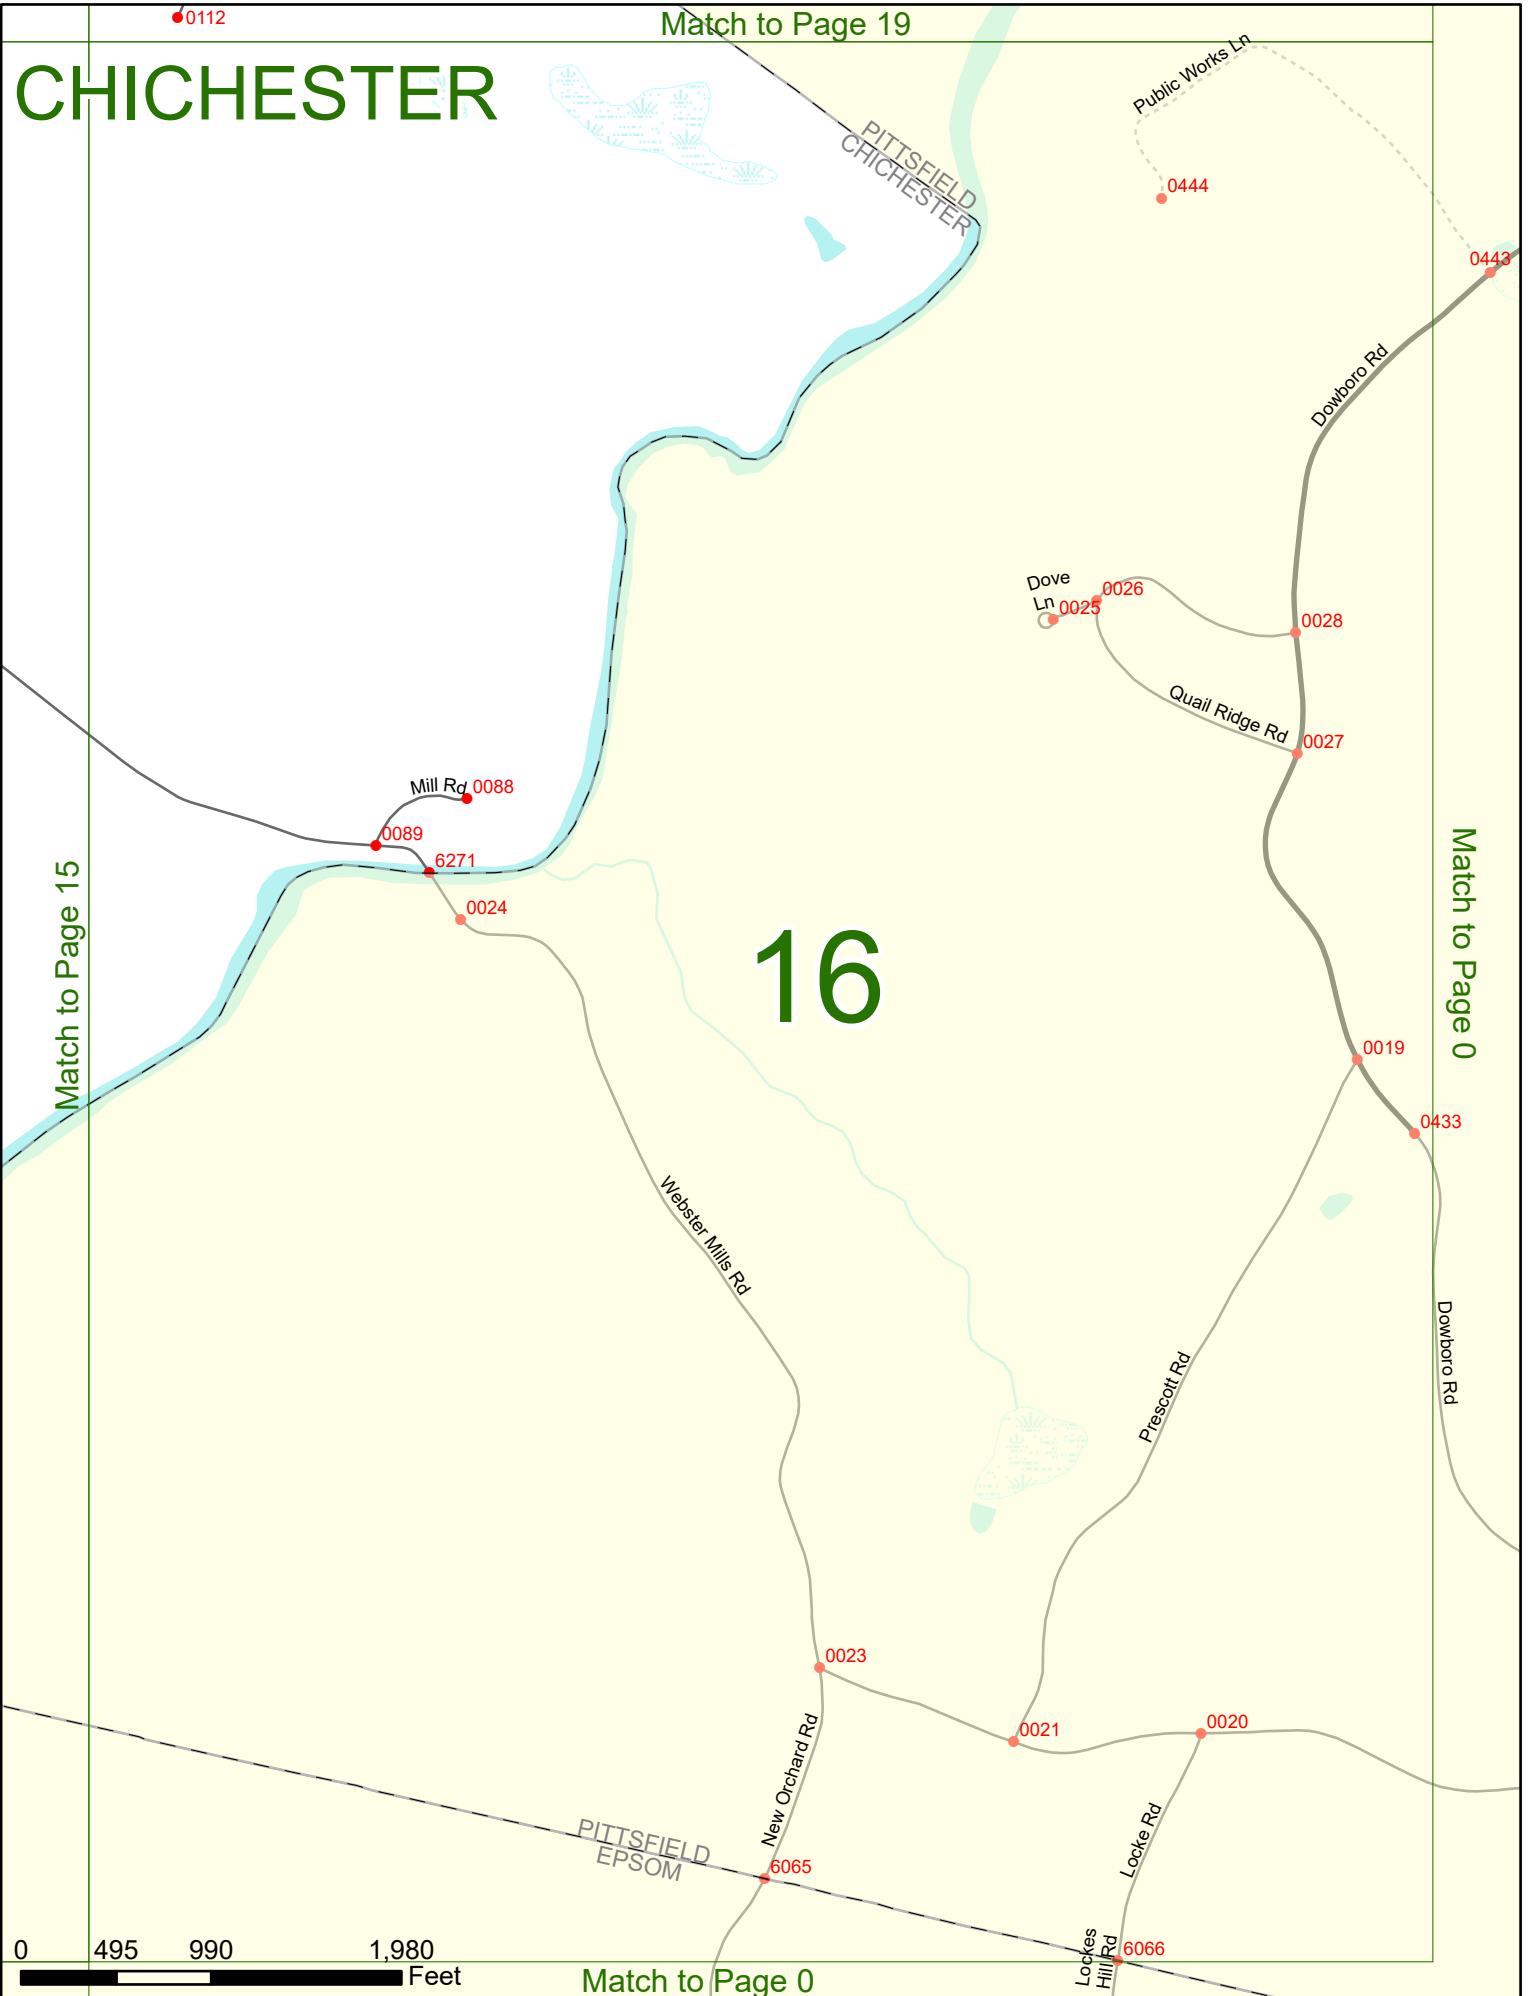 0112
Match to Page 19
CHICHESTER
Public Works Ln
PITTSFIELD
CHICHESTER
0444
0443
Dowboro Rd
Dove
Ln
0025
0026
0028
Quail Ridge Rd
0027
Mill Rd
0088
0089
6271
0024
Match to Page 15
16
Match to Page 0
0019
0433
Webster Mills Rd
Dowboro Rd
Prescott Rd
0023
0021
0020
New Orchard Rd
Locke Rd
PITTSFIELD
EPSOM
6065
Lockes
Hill Rd
6066
0 495 990 1,980
Feet
Match to Page 0